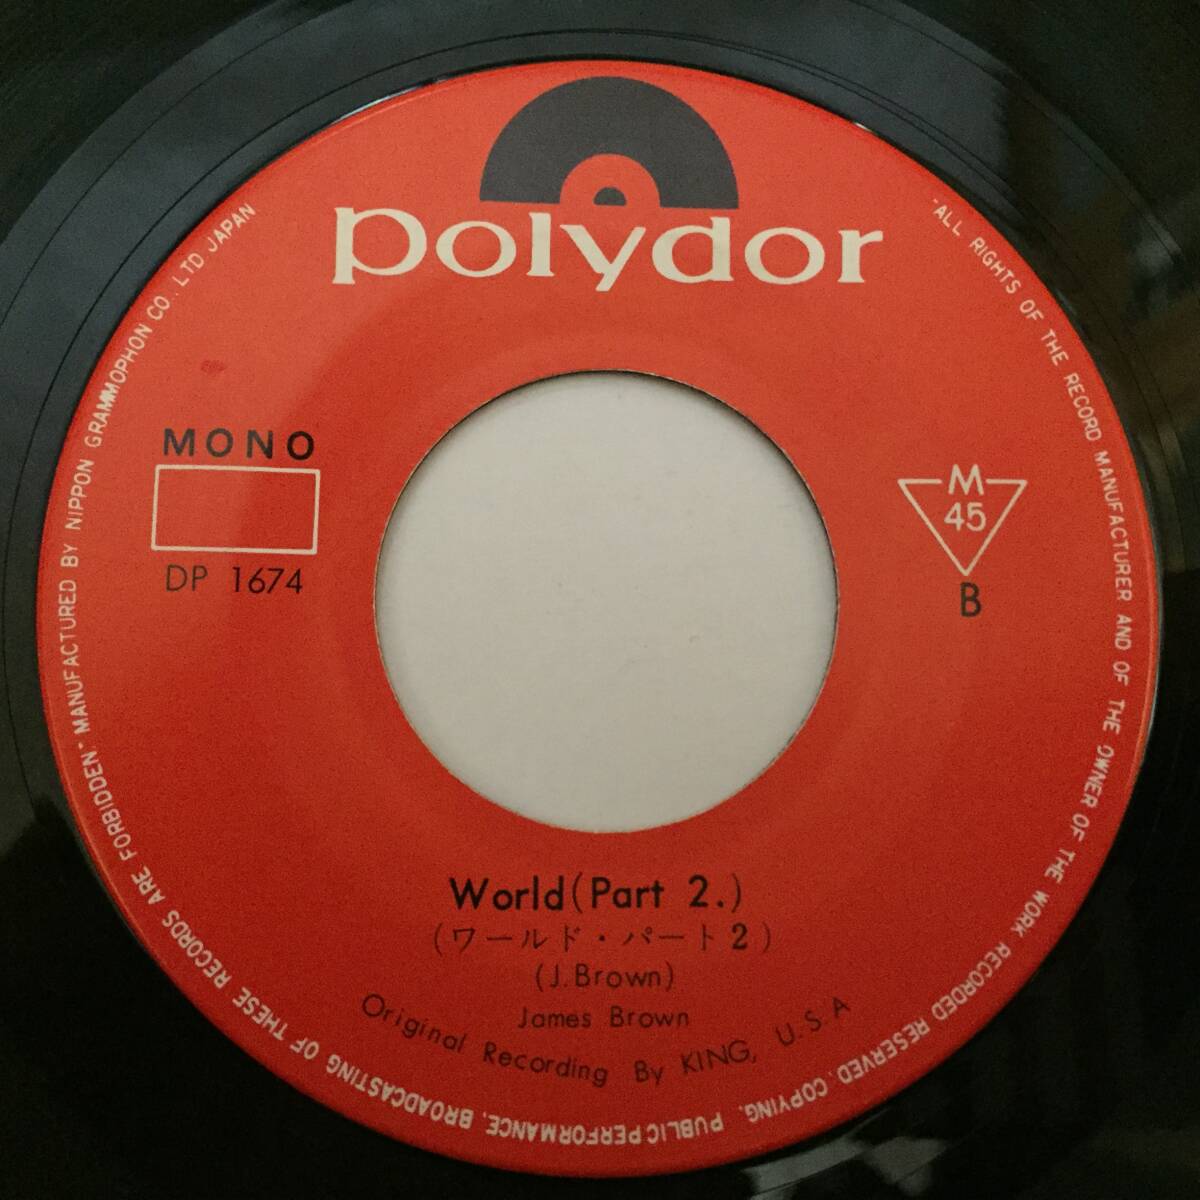 polydor
MONO
DP 1674
M
45
B
World (Part 2.)
(ワールド・パート2)
(J. Brown)
James Brown
Original Recording By KING, U.S.A
"ALL RIGHTS OF THE RECORD MANUFACTURER AND OF THE OWNER OF THE WORK RECORDED RESERVED. COPYING, PUBLIC PERFORMANCE, BROADCASTING OF THESE RECORDS ARE FORBIDDEN" MANUFACTURED BY NIPPON GRAMMOPHON CO., LTD JAPAN